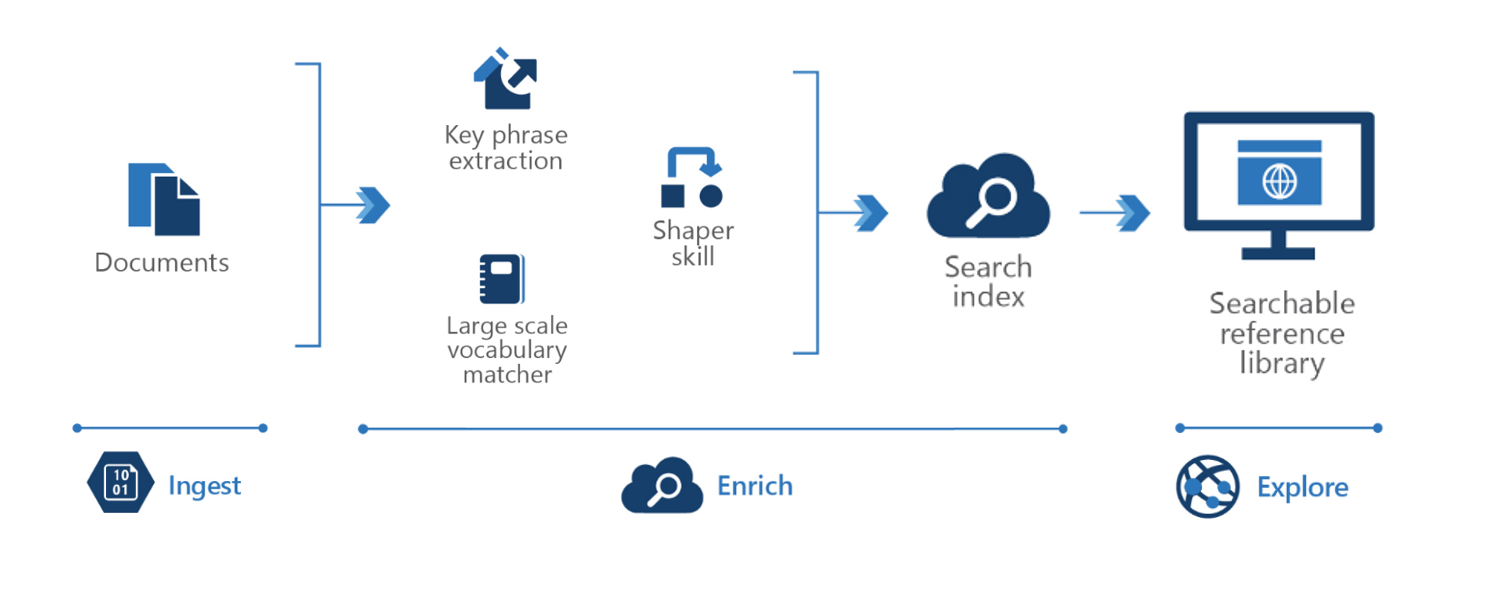 Documents
Key phrase
extraction
Large scale
vocabulary
matcher
Shaper
skill
Search
index
Searchable
reference
library
10
01
Ingest
Enrich
Explore